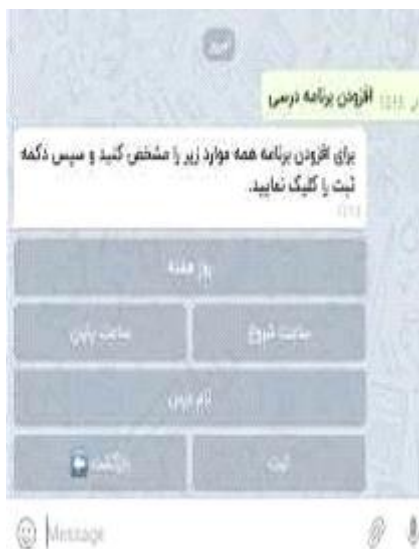 امروز
افزودن برنامه درسی
برای افزودن برنامه همه موارد زیر را مشخص کنید و سپس دکمه
ثبت را کلیک نمایید.
روز هفته
ساعت شروع
ساعت پایان
نام درس
ثبت
بازگشت
Message